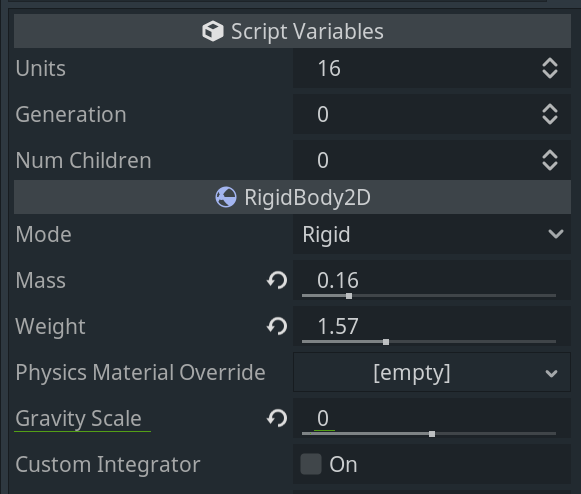 Script Variables
Units 16
Generation 0
Num Children 0
RigidBody2D
Mode Rigid
Mass 0.16
Weight 1.57
Physics Material Override [empty]
Gravity Scale 0
Custom Integrator On